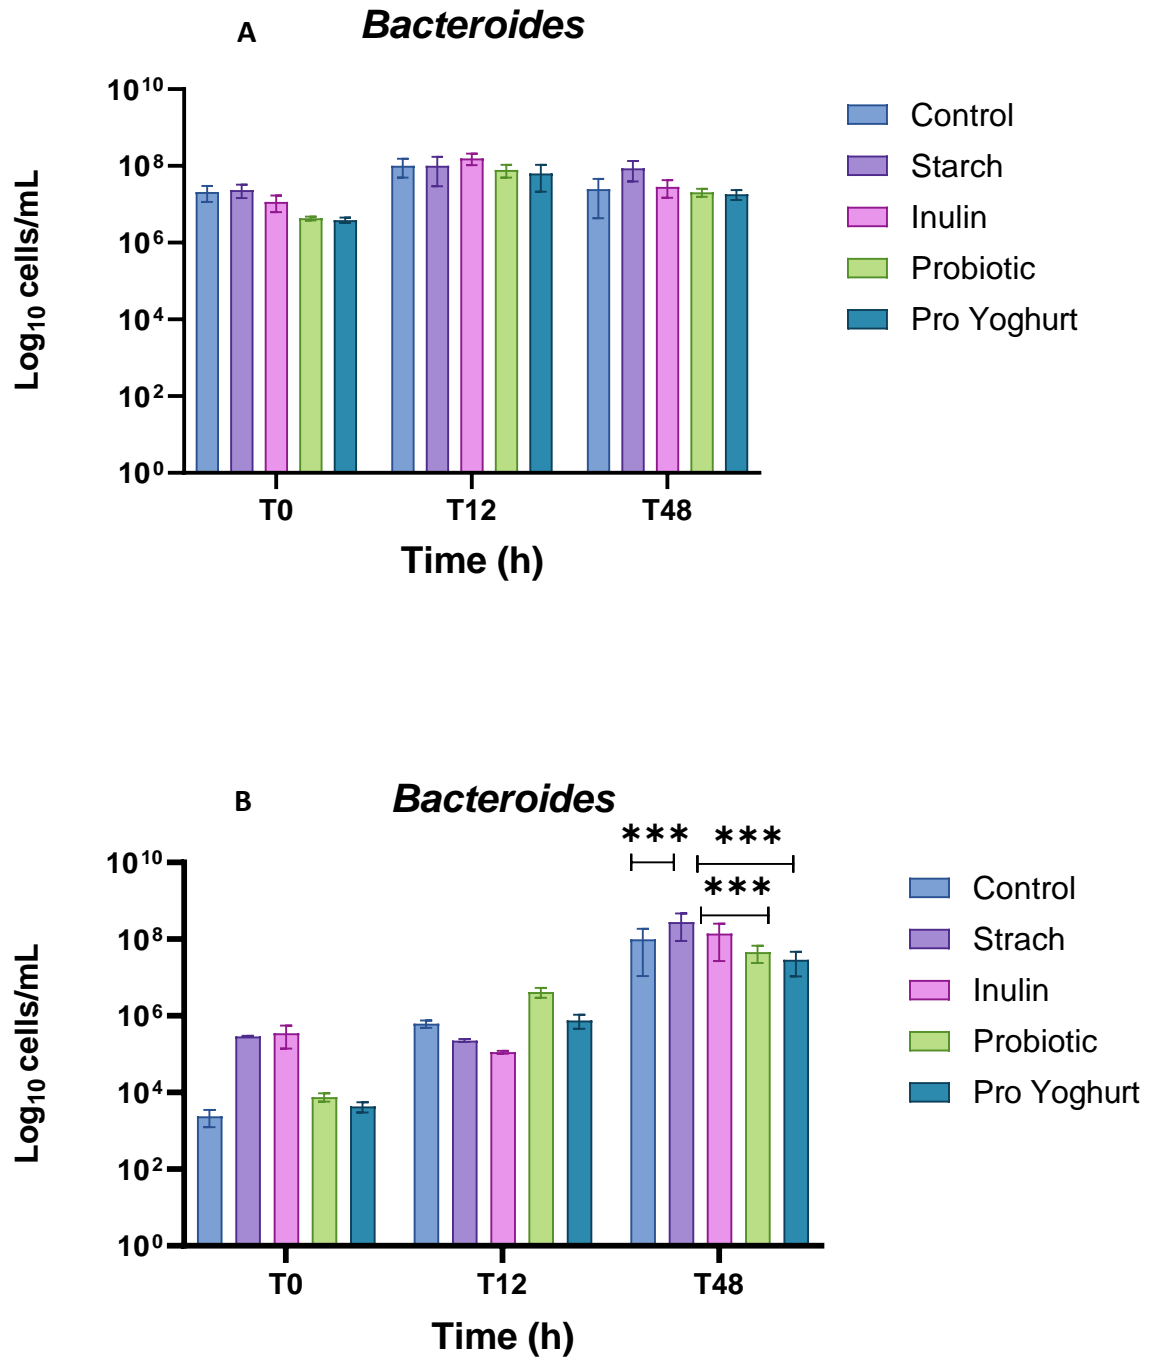 A Bacteroides
10¹⁰
10⁸
10⁶
10⁴
10²
10⁰
Log₁₀ cells/mL
T0 T12 T48
Time (h)
Control
Starch
Inulin
Probiotic
Pro Yoghurt
B Bacteroides
*** ***
***
10¹⁰
10⁸
10⁶
10⁴
10²
10⁰
Log₁₀ cells/mL
T0 T12 T48
Time (h)
Control
Strach
Inulin
Probiotic
Pro Yoghurt